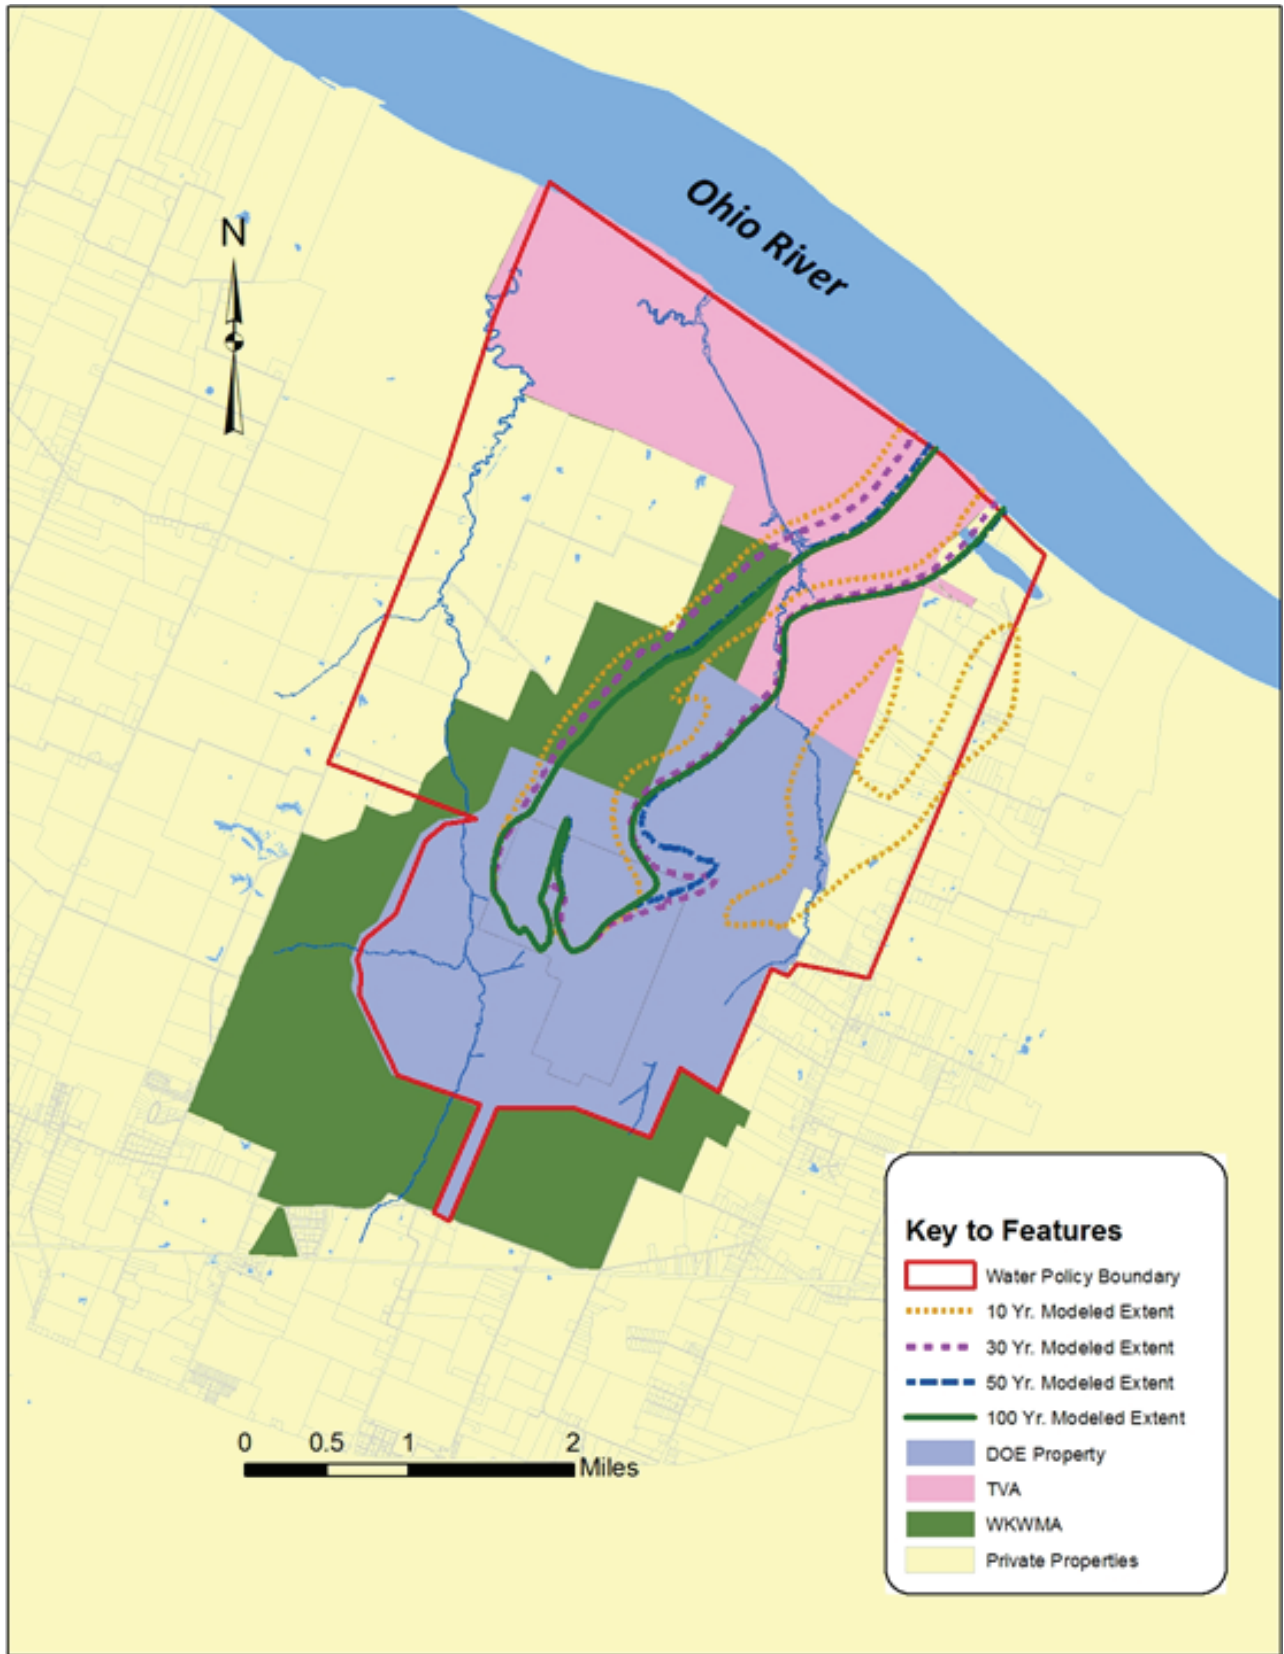 Ohio River
N
0 0.5 1 2
Miles
Key to Features
Water Policy Boundary
10 Yr. Modeled Extent
30 Yr. Modeled Extent
50 Yr. Modeled Extent
100 Yr. Modeled Extent
DOE Property
TVA
WKWMA
Private Properties